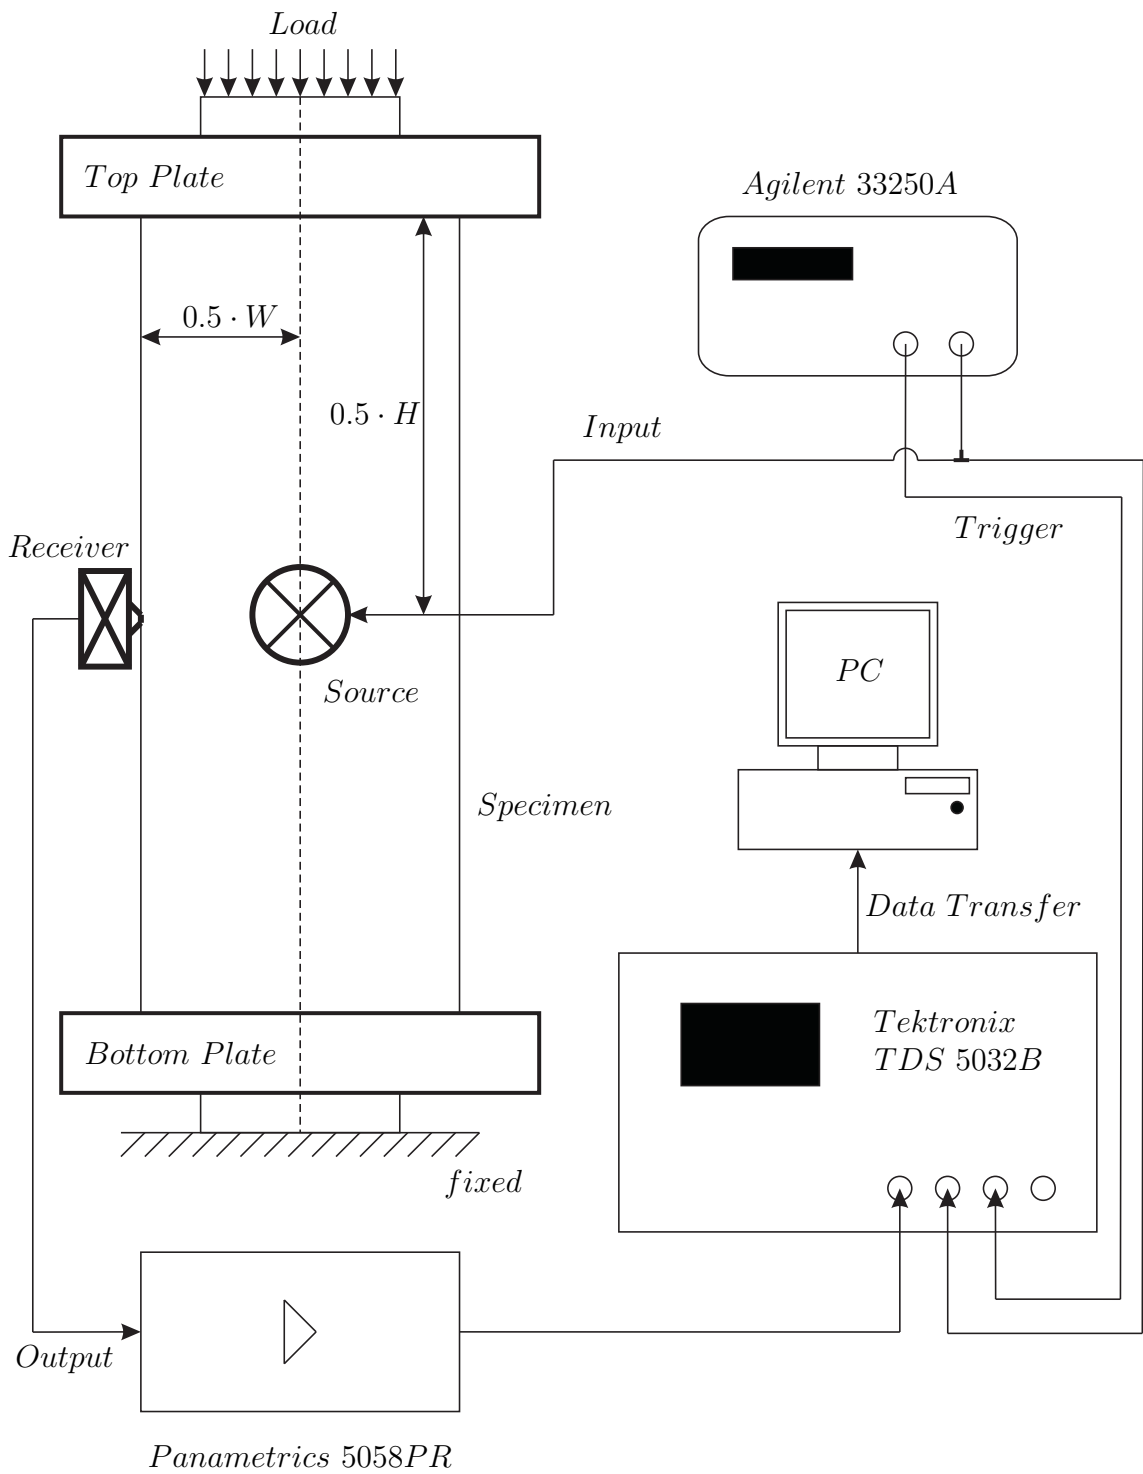 Load
Top Plate
Agilent 33250A
0.5 · W
0.5 · H
Input
Trigger
Receiver
PC
Source
Specimen
Data Transfer
Tektronix
TDS 5032B
Bottom Plate
fixed
Output
Panametrics 5058PR